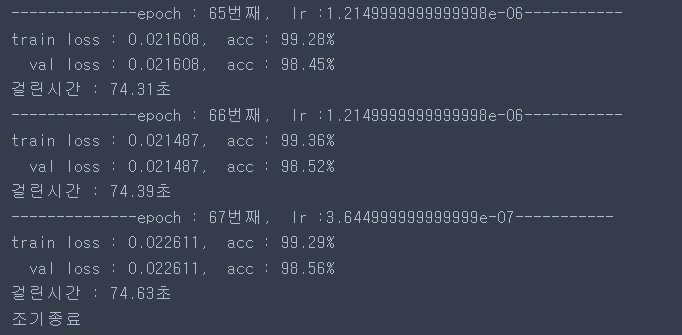 --------------epoch : 65번째,  lr :1.2149999999999998e-06-----------
train loss : 0.021608,  acc : 99.28%
  val loss : 0.021608,  acc : 98.45%
걸린시간 : 74.31초
--------------epoch : 66번째,  lr :1.2149999999999998e-06-----------
train loss : 0.021487,  acc : 99.36%
  val loss : 0.021487,  acc : 98.52%
걸린시간 : 74.39초
--------------epoch : 67번째,  lr :3.644999999999999e-07-----------
train loss : 0.022611,  acc : 99.29%
  val loss : 0.022611,  acc : 98.56%
걸린시간 : 74.63초
조기종료